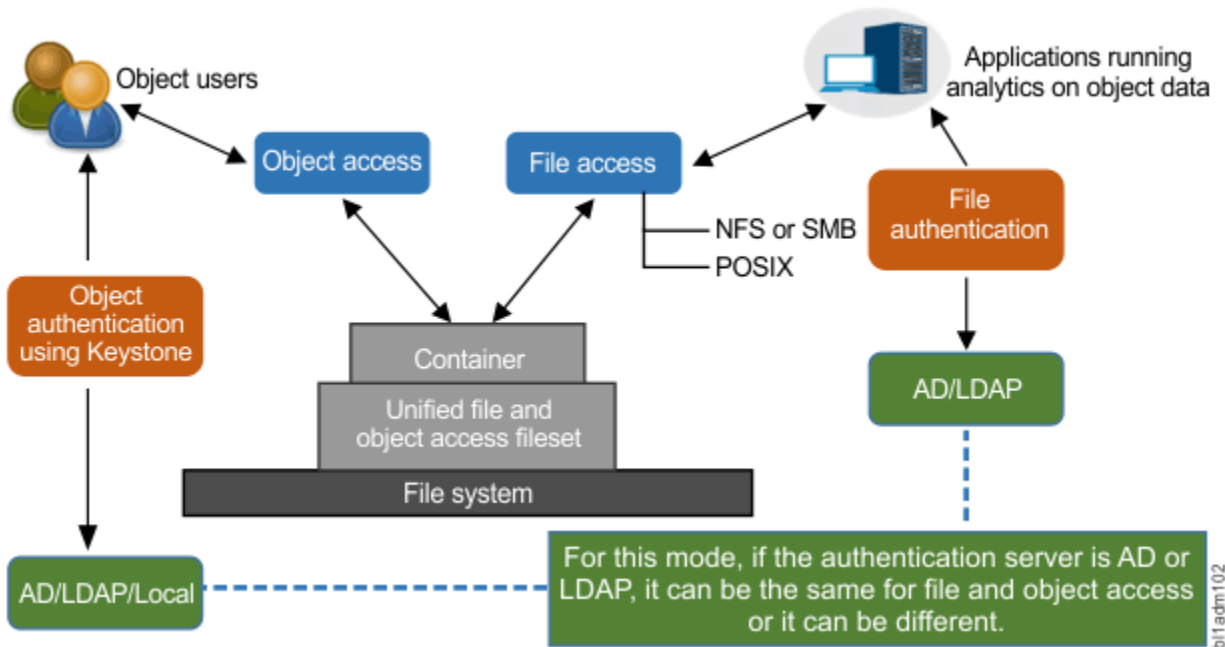 Object users
Applications running
analytics on object data
Object access
File access
File
authentication
NFS or SMB
POSIX
Object
authentication
using Keystone
Container
AD/LDAP
Unified file and
object access fileset
File system
AD/LDAP/Local
For this mode, if the authentication server is AD or
LDAP, it can be the same for file and object access
or it can be different.
bl1adm102